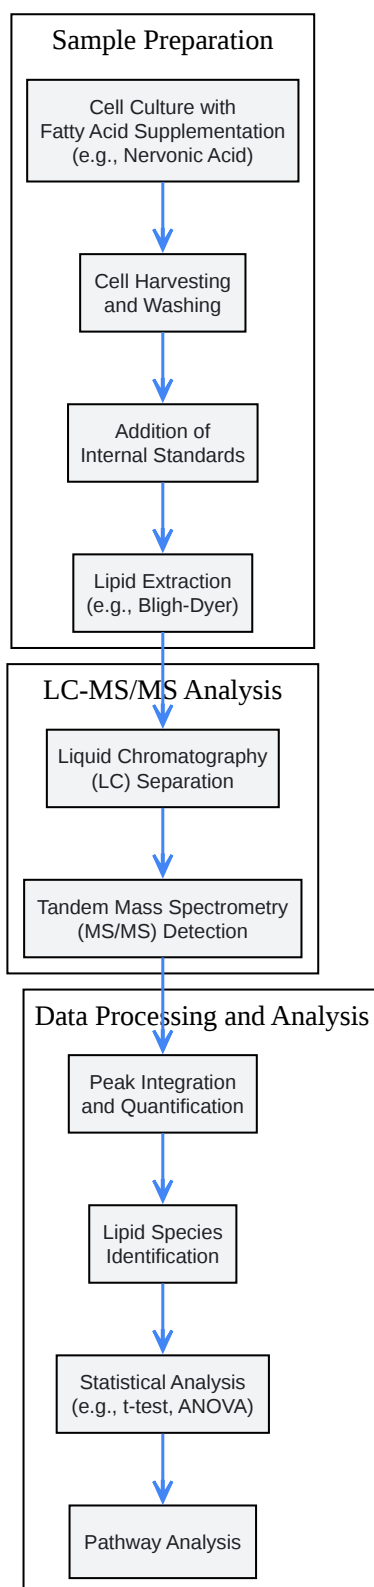 Sample Preparation
Cell Culture with
Fatty Acid Supplementation
(e.g., Nervonic Acid)
Cell Harvesting
and Washing
Addition of
Internal Standards
Lipid Extraction
(e.g., Bligh-Dyer)
LC-MS/MS Analysis
Liquid Chromatography
(LC) Separation
Tandem Mass Spectrometry
(MS/MS) Detection
Data Processing and Analysis
Peak Integration
and Quantification
Lipid Species
Identification
Statistical Analysis
(e.g., t-test, ANOVA)
Pathway Analysis